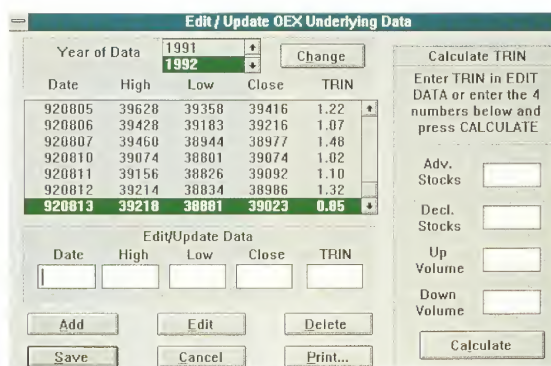 Edit / Update OEX Underlying Data
Year of Data
1991
1992
Change
Date High Low Close TRIN
920805 39628 39358 39416 1.22
920806 39428 39183 39216 1.07
920807 39460 38944 38977 1.48
920810 39074 38801 39074 1.02
920811 39156 38826 39092 1.10
920812 39214 38834 38986 1.32
920813 39218 38881 39023 0.85
Edit/Update Data
Date High Low Close TRIN
Add Edit Delete
Save Cancel Print...
Calculate TRIN
Enter TRIN in EDIT
DATA or enter the 4
numbers below and
press CALCULATE
Adv.
Stocks
Decl.
Stocks
Up
Volume
Down
Volume
Calculate